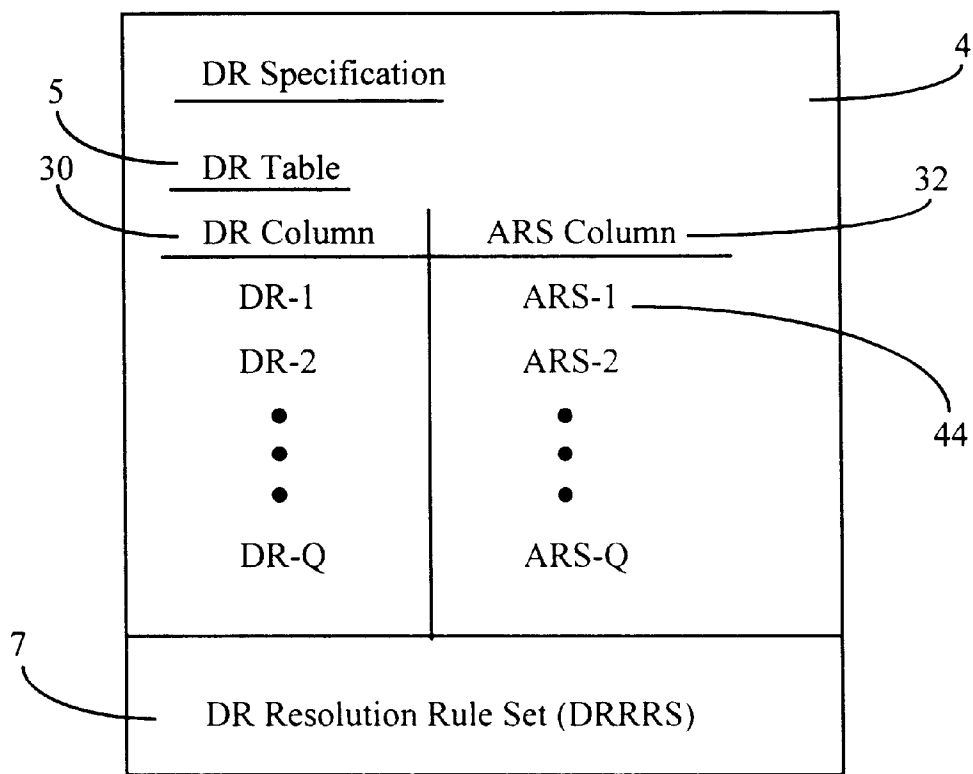 DR Specification
4
5
DR Table
30
32
DR Column ARS Column
DR-1 ARS-1
DR-2 ARS-2
44
DR-Q ARS-Q
7
DR Resolution Rule Set (DRRRS)